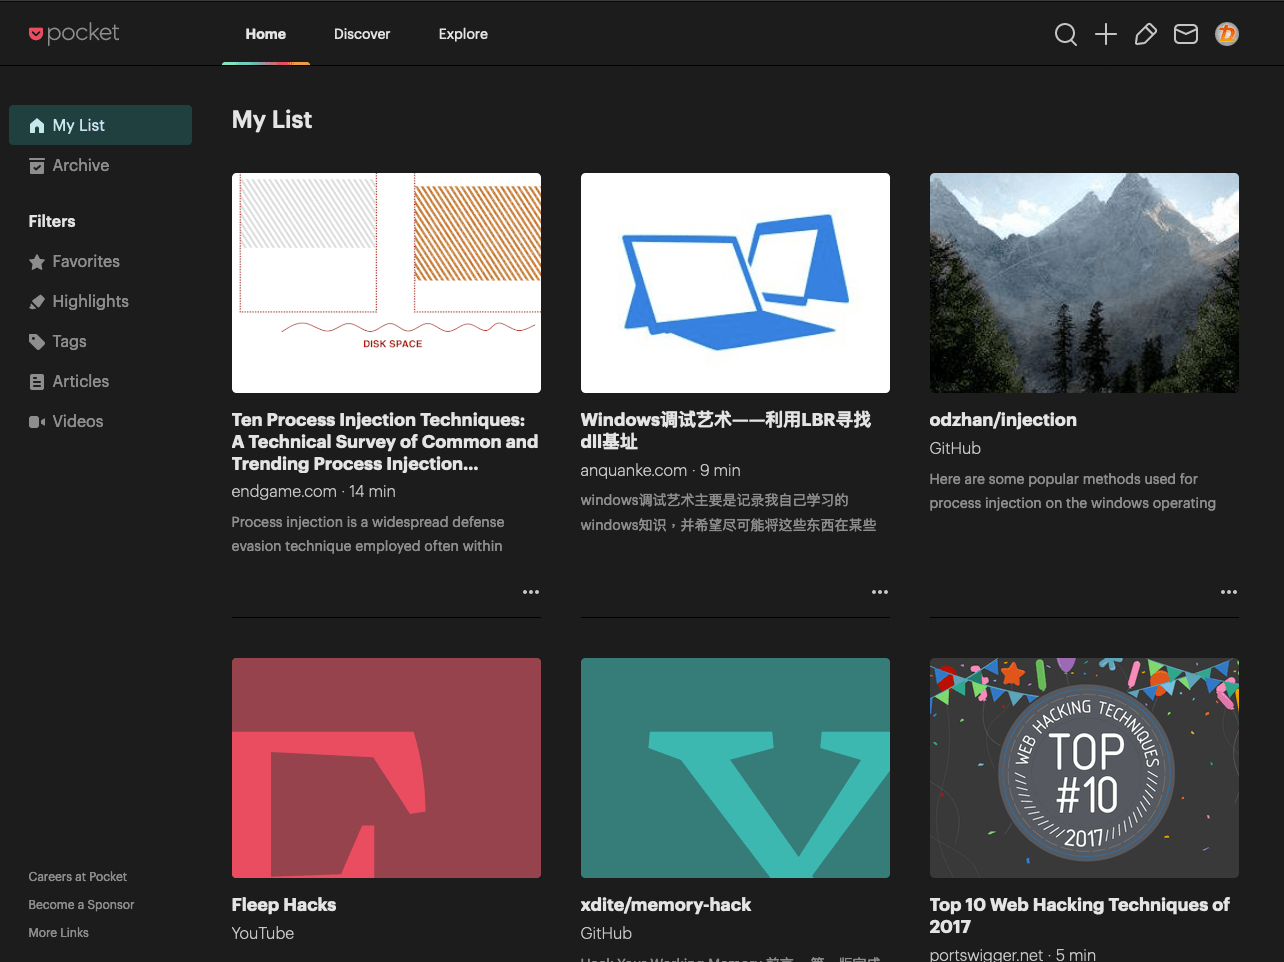 pocket
Home
Discover
Explore
My List
Archive
Filters
Favorites
Highlights
Tags
Articles
Videos
Careers at Pocket
Become a Sponsor
More Links
My List
DISK SPACE
Ten Process Injection Techniques:
A Technical Survey of Common and
Trending Process Injection...
endgame.com · 14 min
Process injection is a widespread defense
evasion technique employed often within
Windows调试艺术——利用LBR寻找
dll基址
anquanke.com · 9 min
windows调试艺术主要是记录我自己学习的
windows知识，并希望尽可能将这些东西在某些
odzhan/injection
GitHub
Here are some popular methods used for
process injection on the windows operating
Fleep Hacks
YouTube
xdite/memory-hack
GitHub
Hack Your Working Memory
WEB HACKING TECHNIQUES
TOP
#10
2017
Top 10 Web Hacking Techniques of
2017
portswigger.net · 5 min